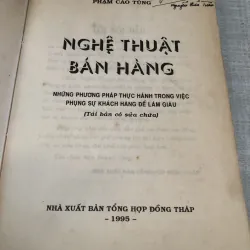 PHẠM CAO TÙNG
NGHỆ THUẬT
BÁN HÀNG
NHỮNG PHƯƠNG PHÁP THỰC HÀNH TRONG VIỆC
PHỤNG SỰ KHÁCH HÀNG ĐỂ LÀM GIÀU
(Tái bản có sửa chữa)
NHÀ XUẤT BẢN TỔNG HỢP ĐỒNG THÁP
- 1995 -